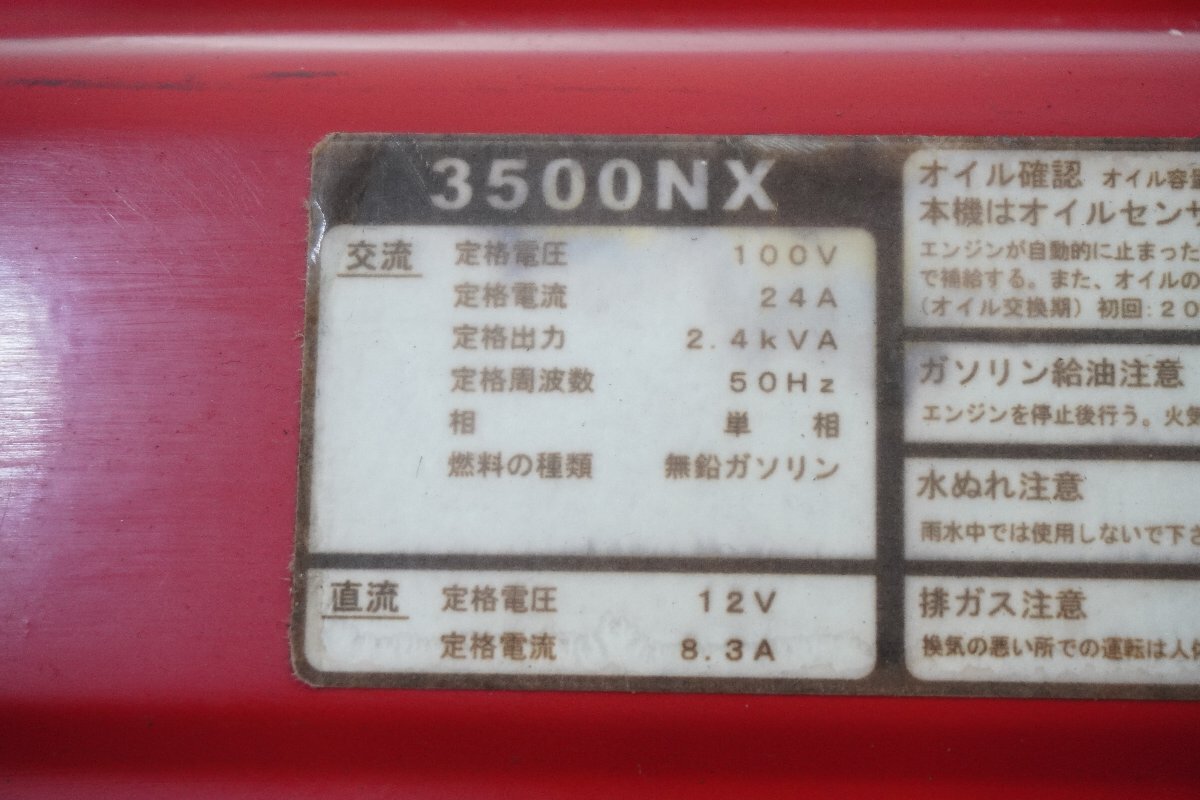 3500NX
交流 定格電圧 100V
定格電流 24A
定格出力 2.4kVA
定格周波数 50Hz
相 単 相
燃料の種類 無鉛ガソリン
直流 定格電圧 12V
定格電流 8.3A
オイル確認 オイル容量
本機はオイルセンサ
エンジンが自動的に止まった
で補給する。また、オイルの
(オイル交換期) 初回:20
ガソリン給油注意
エンジンを停止後行う。火気
水ぬれ注意
雨水中では使用しないで下さ
排ガス注意
換気の悪い所での運転は人体